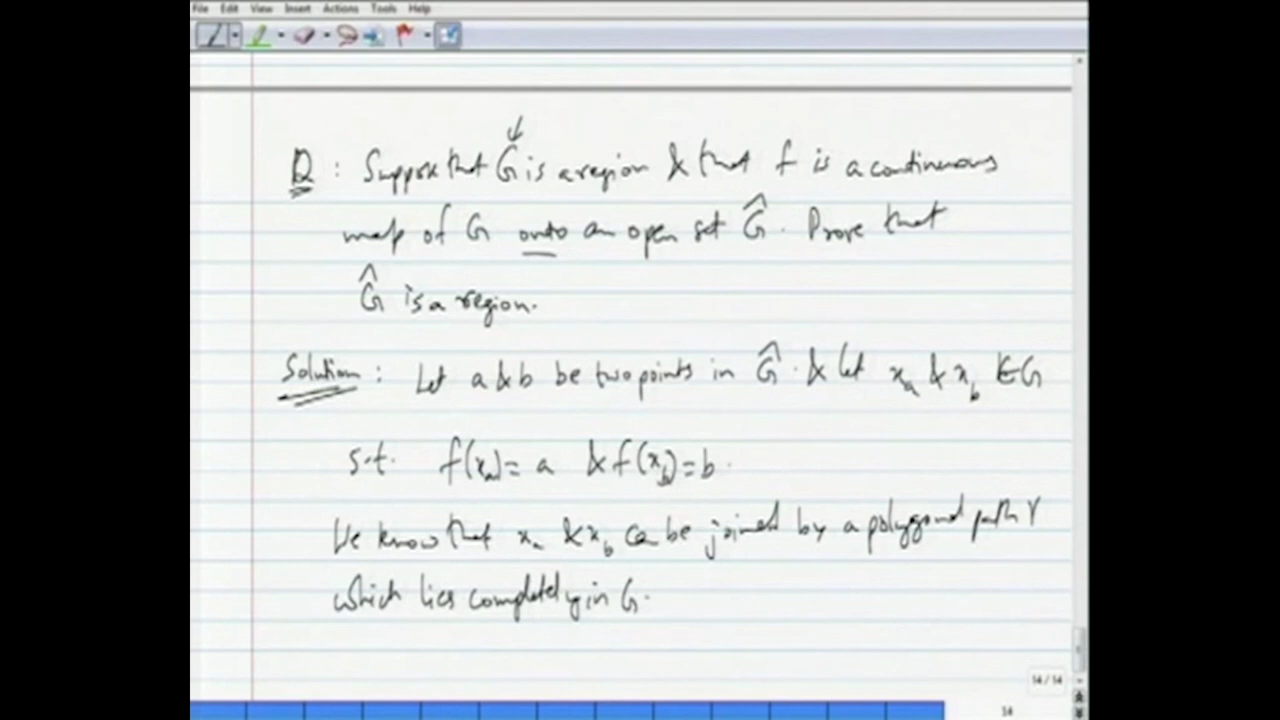 File Edit View Insert Actions Tools Help
Q : Suppose that G is a region & that f is a continuous
map of G onto an open set Ĝ. Prove that
Ĝ is a region.
Solution : Let a & b be two points in Ĝ. & let x_a & x_b ∈ G
s.t. f(x_a) = a & f(x_b) = b.
We know that x_a & x_b can be joined by a polygonal path γ
which lies completely in G.
14 / 14
14